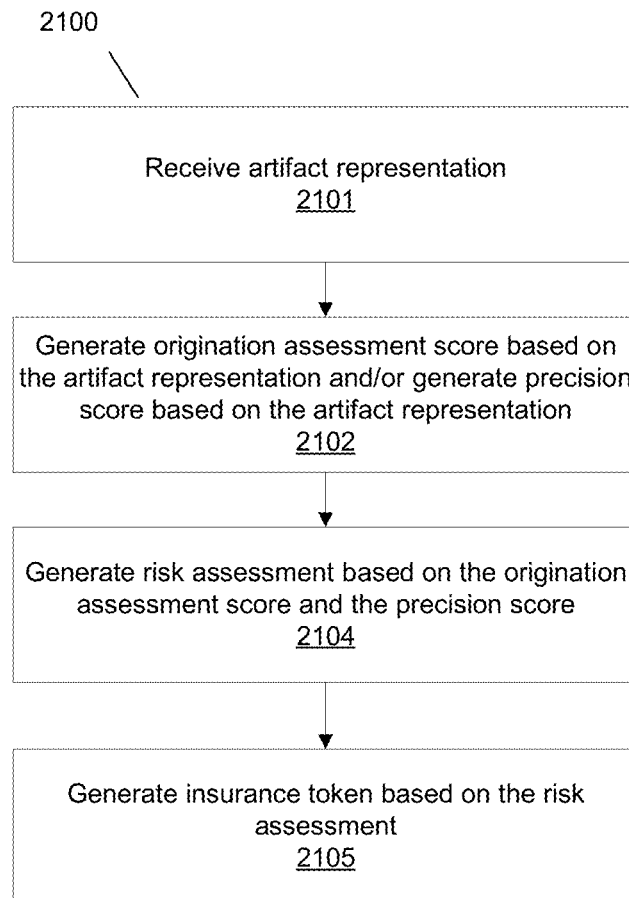 2100
Receive artifact representation
2101
Generate origination assessment score based on
the artifact representation and/or generate precision
score based on the artifact representation
2102
Generate risk assessment based on the origination
assessment score and the precision score
2104
Generate insurance token based on the risk
assessment
2105